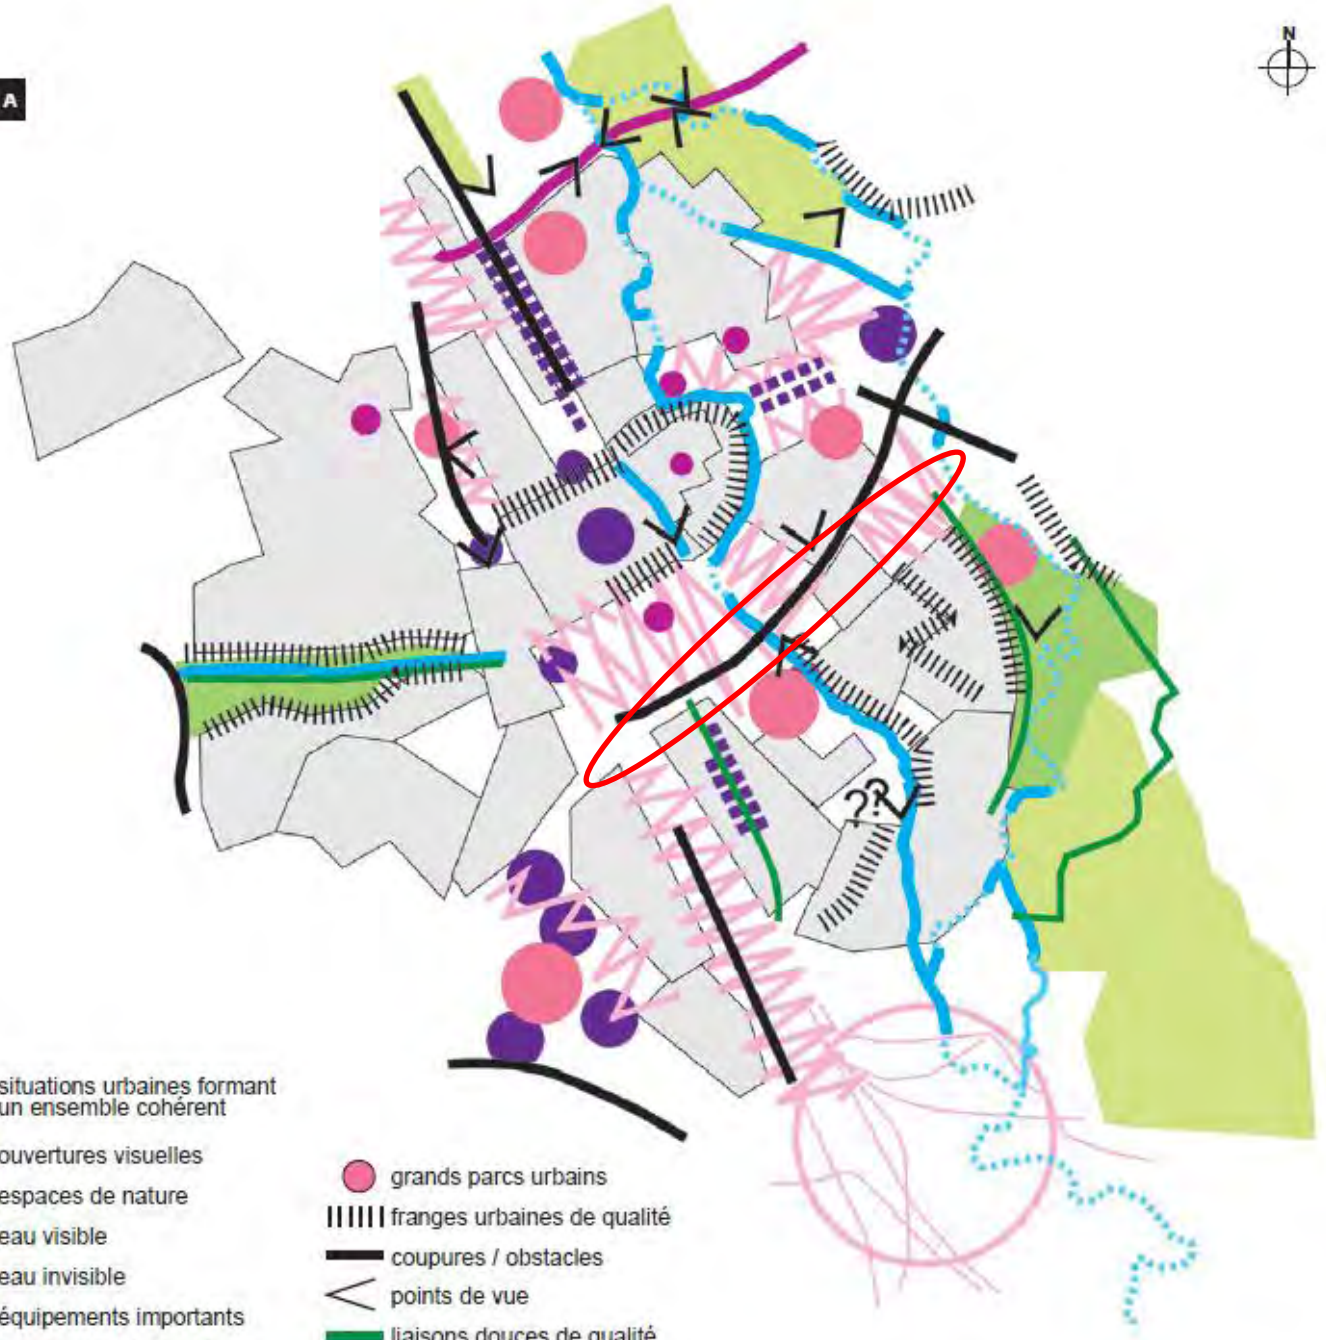 N
A
??
situations urbaines formant
un ensemble cohérent
ouvertures visuelles
espaces de nature
eau visible
eau invisible
équipements importants
grands parcs urbains
franges urbaines de qualité
coupures / obstacles
points de vue
liaisons douces de qualité